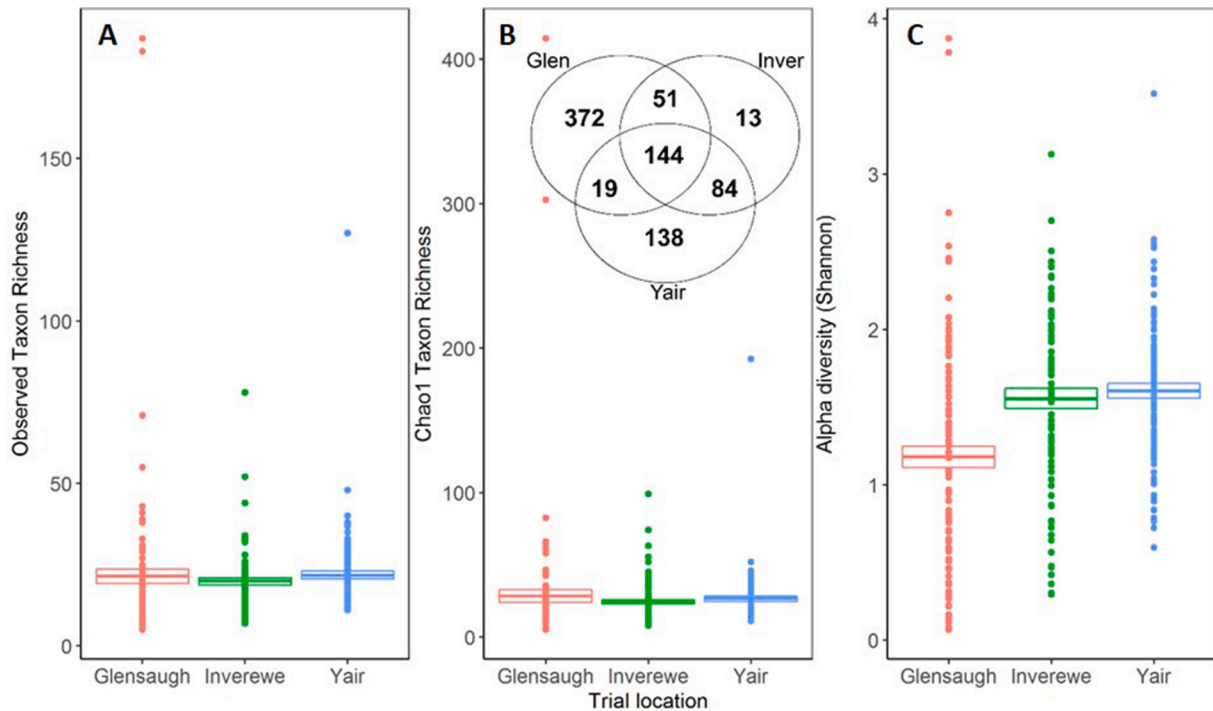 A
Observed Taxon Richness
150
100
50
0
Glensaugh Inverewe Yair
B
Chao1 Taxon Richness
400
300
200
100
0
Glen
Inver
51
372
13
144
19
84
138
Yair
Glensaugh Inverewe Yair
Trial location
C
Alpha diversity (Shannon)
4
3
2
1
0
Glensaugh Inverewe Yair